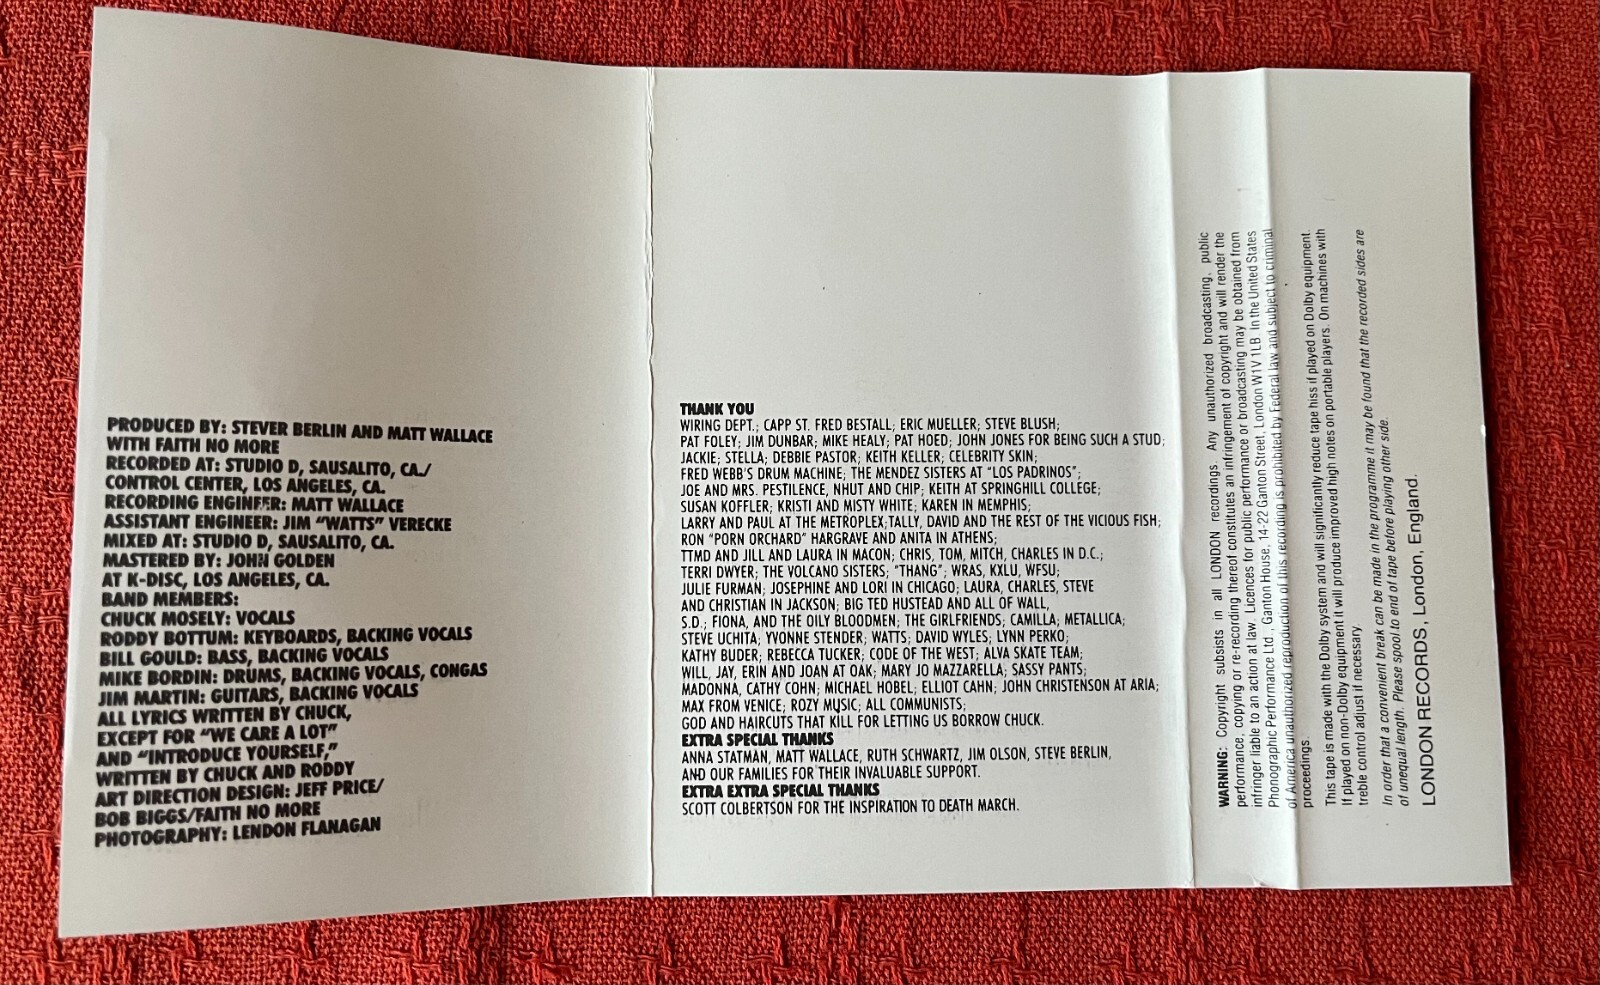 PRODUCED BY: STEVER BERLIN AND MATT WALLACE
WITH FAITH NO MORE
RECORDED AT: STUDIO D, SAUSALITO, CA./
CONTROL CENTER, LOS ANGELES, CA.
RECORDING ENGINEER: MATT WALLACE
ASSISTANT ENGINEER: JIM "WATTS" VERECKE
MIXED AT: STUDIO D, SAUSALITO, CA.
MASTERED BY: JOHN GOLDEN
AT K-DISC, LOS ANGELES, CA.
BAND MEMBERS:
CHUCK MOSELY: VOCALS
RODDY BOTTUM: KEYBOARDS, BACKING VOCALS
BILL GOULD: BASS, BACKING VOCALS
MIKE BORDIN: DRUMS, BACKING VOCALS, CONGAS
JIM MARTIN: GUITARS, BACKING VOCALS
ALL LYRICS WRITTEN BY CHUCK,
EXCEPT FOR "WE CARE A LOT"
AND "INTRODUCE YOURSELF,"
WRITTEN BY CHUCK AND RODDY
ART DIRECTION DESIGN: JEFF PRICE/
BOB BIGGS/FAITH NO MORE
PHOTOGRAPHY: LENDON FLANAGAN
THANK YOU
WIRING DEPT.; CAPP ST. FRED BESTALL; ERIC MUELLER; STEVE BLUSH;
PAT FOLEY; JIM DUNBAR; MIKE HEALY; PAT HOED; JOHN JONES FOR BEING SUCH A STUD;
JACKIE; STELLA; DEBBIE PASTOR; KEITH KELLER; CELEBRITY SKIN;
FRED WEBB'S DRUM MACHINE; THE MENDEZ SISTERS AT "LOS PADRINOS";
JOE AND MRS. PESTILENCE, NHUT AND CHIP; KEITH AT SPRINGHILL COLLEGE;
SUSAN KOFFLER; KRISTI AND MISTY WHITE; KAREN IN MEMPHIS;
LARRY AND PAUL AT THE METROPLEX;TALLY, DAVID AND THE REST OF THE VICIOUS FISH;
RON "PORN ORCHARD" HARGRAVE AND ANITA IN ATHENS;
TTMD AND JILL AND LAURA IN MACON; CHRIS, TOM, MITCH, CHARLES IN D.C.;
TERRI DWYER; THE VOLCANO SISTERS; "THANG"; WRAS, KXLU, WFSU;
JULIE FURMAN; JOSEPHINE AND LORI IN CHICAGO; LAURA, CHARLES, STEVE
AND CHRISTIAN IN JACKSON; BIG TED HUSTEAD AND ALL OF WALL,
S.D.; FIONA, AND THE OILY BLOODMEN; THE GIRLFRIENDS; CAMILLA; METALLICA;
STEVE UCHITA; YVONNE STENDER; WATTS; DAVID WYLES; LYNN PERKO;
KATHY BUDER; REBECCA TUCKER; CODE OF THE WEST; ALVA SKATE TEAM;
WILL, JAY, ERIN AND JOAN AT OAK; MARY JO MAZZARELLA; SASSY PANTS;
MADONNA, CATHY COHN; MICHAEL HOBEL; ELLIOT CAHN; JOHN CHRISTENSON AT ARIA;
MAX FROM VENICE; ROZY MUSIC; ALL COMMUNISTS;
GOD AND HAIRCUTS THAT KILL FOR LETTING US BORROW CHUCK.
EXTRA SPECIAL THANKS
ANNA STATMAN, MATT WALLACE, RUTH SCHWARTZ, JIM OLSON, STEVE BERLIN,
AND OUR FAMILIES FOR THEIR INVALUABLE SUPPORT.
EXTRA EXTRA SPECIAL THANKS
SCOTT COLBERTSON FOR THE INSPIRATION TO DEATH MARCH.
WARNING: Copyright subsists in all LONDON recordings. Any unauthorized broadcasting, public
performance, copying or re-recording thereof constitutes an infringement of copyright and will render the
infringer liable to an action at law. Licences for public performance or broadcasting may be obtained from
Phonographic Performance Ltd., Ganton House, 14-22 Ganton Street, London W1V 1LB. In the United States
of America unauthorized reproduction of this recording is prohibited by Federal law and subject to criminal
proceedings.
This tape is made with the Dolby system and will significantly reduce tape hiss if played on Dolby equipment.
If played on non-Dolby equipment it will produce improved high notes on portable players. On machines with
treble control adjust if necessary.
In order that a convenient break can be made in the programme it may be found that the recorded sides are
of unequal length. Please spool to end of tape before playing other side.
LONDON RECORDS, London, England.